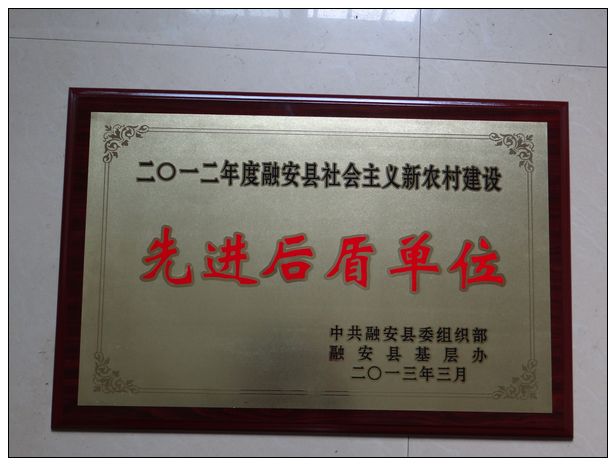 二〇一二年度融安县社会主义新农村建设
先进后盾单位
中共融安县委组织部
融安县基层办
二〇一三年三月